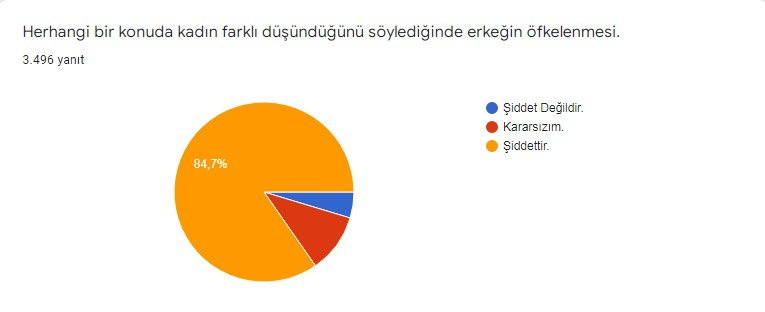 Herhangi bir konuda kadın farklı düşündüğünü söylediğinde erkeğin öfkelenmesi.
3.496 yanıt
Şiddet Değildir.
Kararsızım.
Şiddettir.
84,7%